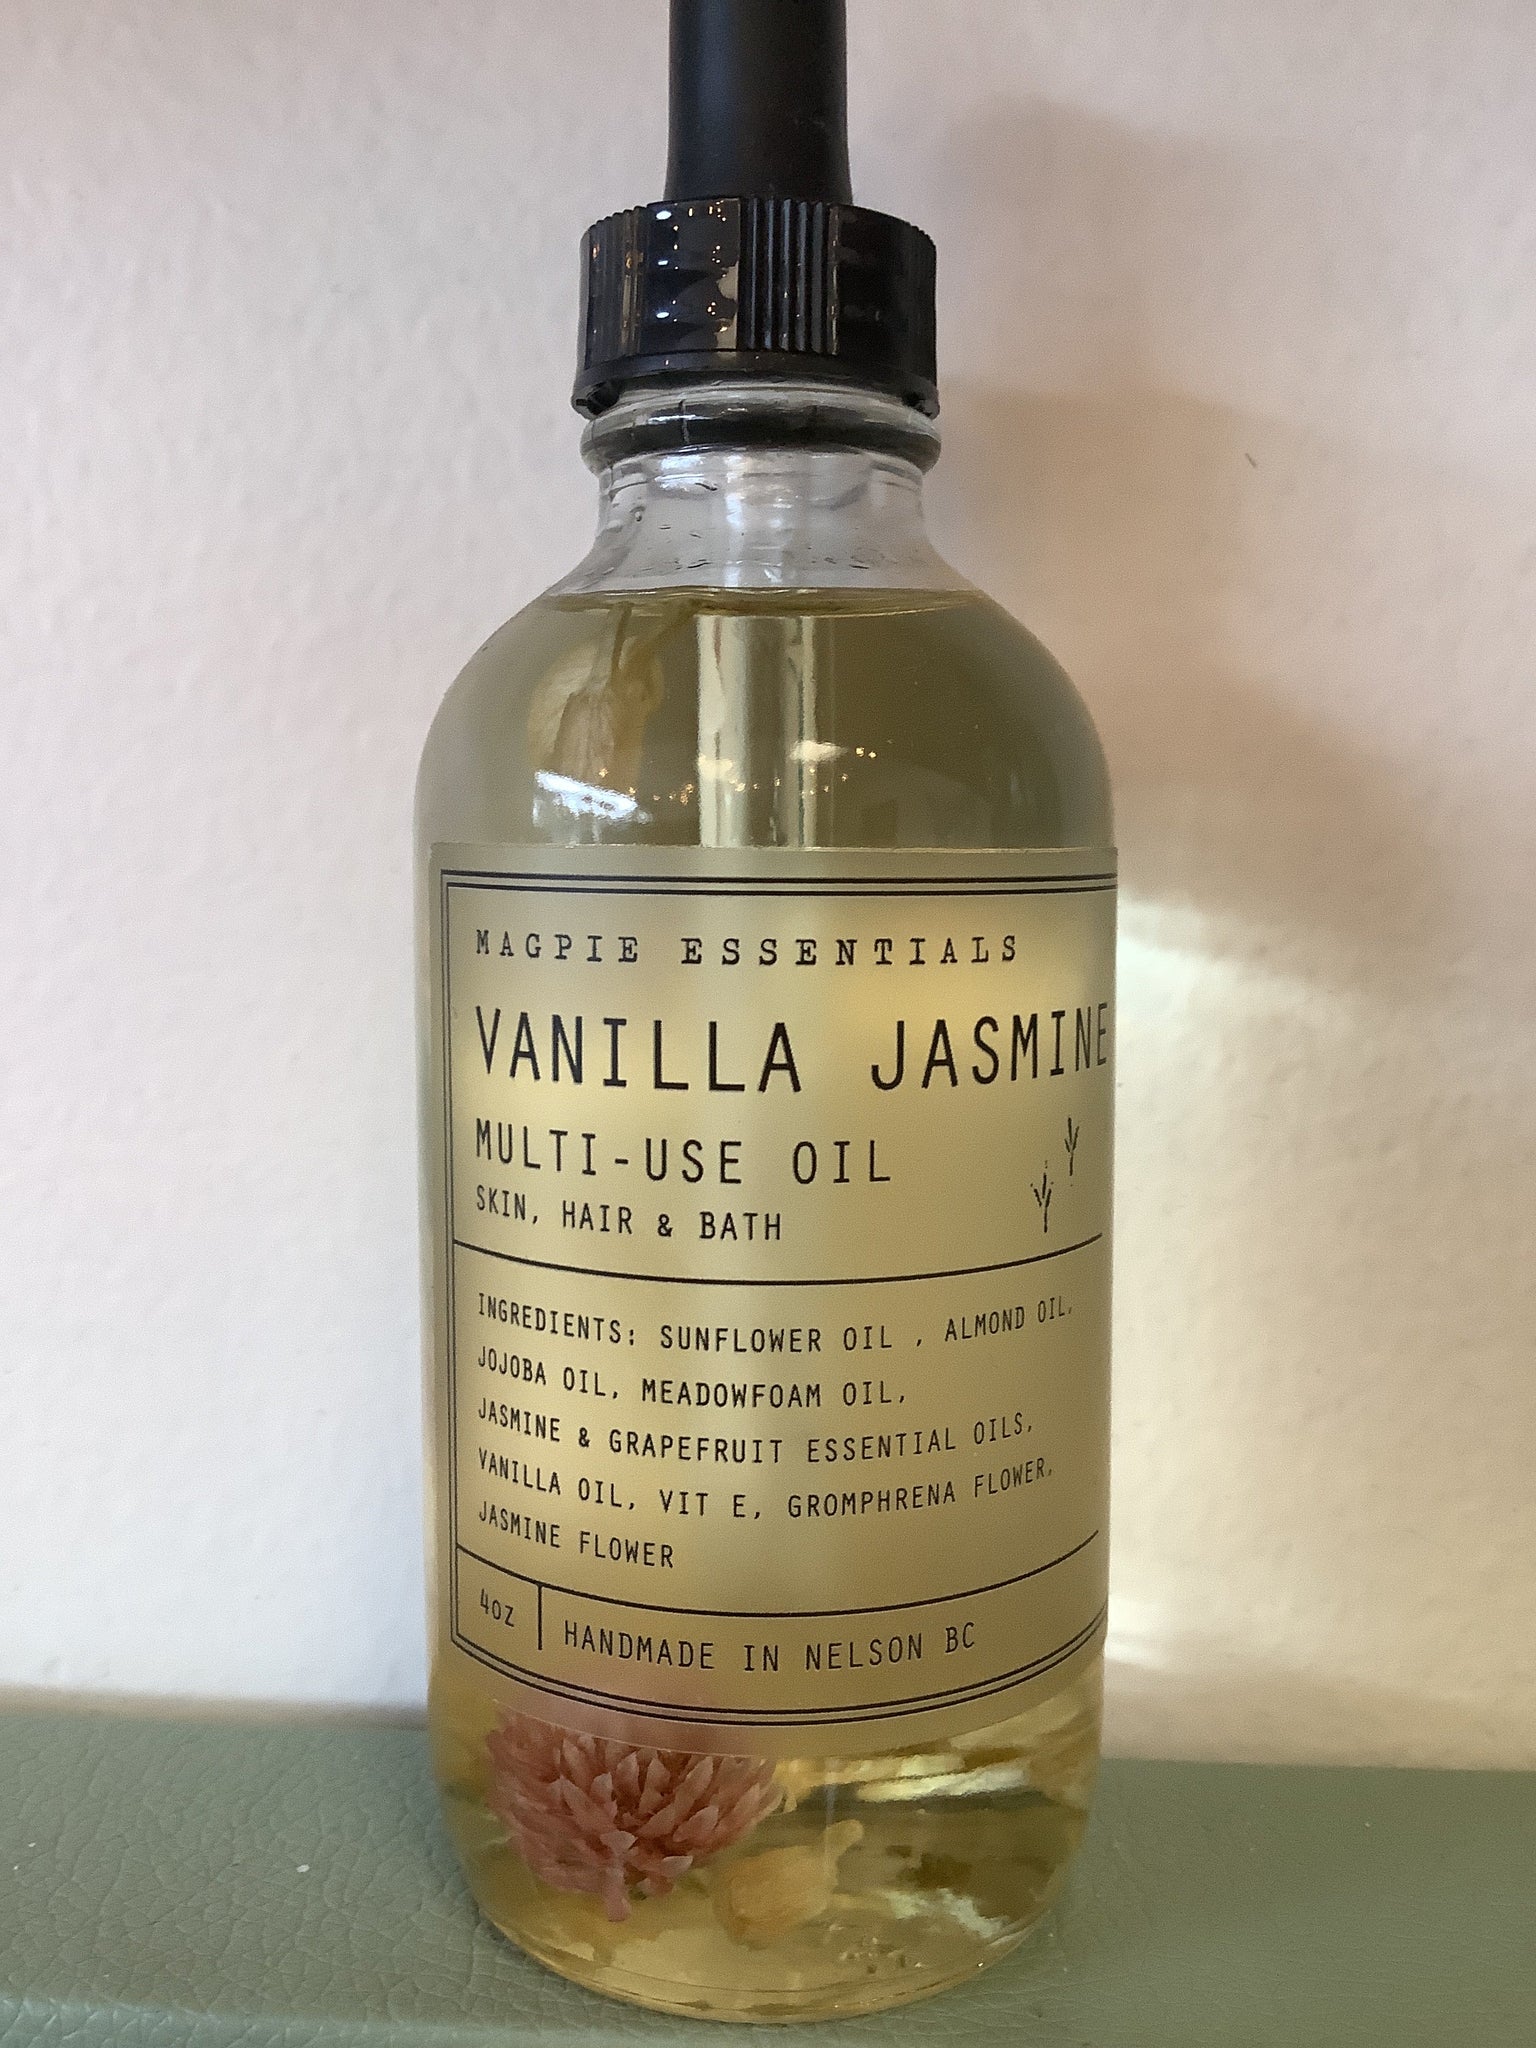 MAGPIE ESSENTIALS
VANILLA JASMINE
MULTI-USE OIL
SKIN, HAIR & BATH
INGREDIENTS: SUNFLOWER OIL , ALMOND OIL,
JOJOBA OIL, MEADOWFOAM OIL,
JASMINE & GRAPEFRUIT ESSENTIAL OILS,
VANILLA OIL, VIT E, GROMPHRENA FLOWER,
JASMINE FLOWER
4OZ
HANDMADE IN NELSON BC